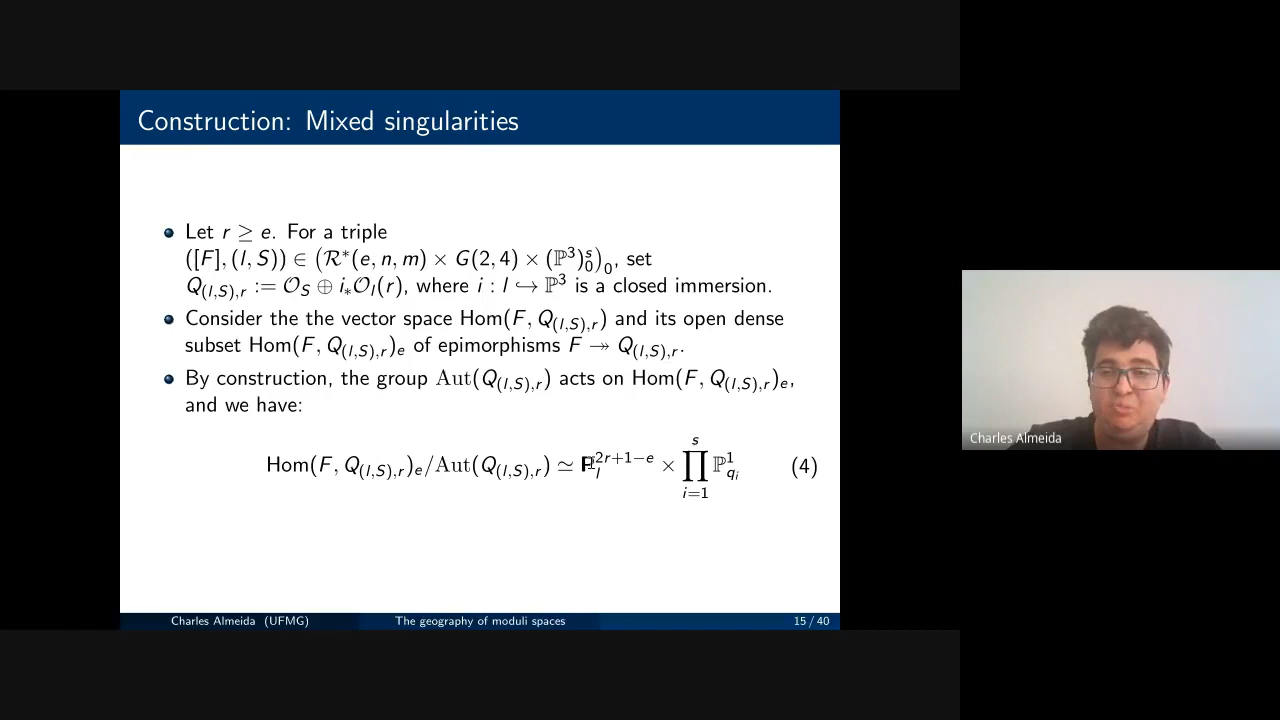 Construction: Mixed singularities
Let r ≥ e. For a triple
([F], (l, S)) ∈ (ℛ*(e, n, m) × G(2, 4) × (ℙ³)₀ˢ)₀, set
Q_{(l,S),r} := 𝒪_S ⊕ i_*𝒪_l(r), where i : l ↪ ℙ³ is a closed immersion.
Consider the the vector space Hom(F, Q_{(l,S),r}) and its open dense
subset Hom(F, Q_{(l,S),r})_e of epimorphisms F ↠ Q_{(l,S),r}.
By construction, the group Aut(Q_{(l,S),r}) acts on Hom(F, Q_{(l,S),r})_e,
and we have:
Hom(F, Q_{(l,S),r})_e/Aut(Q_{(l,S),r}) ≃ ℙ_l^{2r+1−e} × ∏_{i=1}^{s} ℙ^1_{q_i} (4)
Charles Almeida
Charles Almeida (UFMG) The geography of moduli spaces 15 / 40